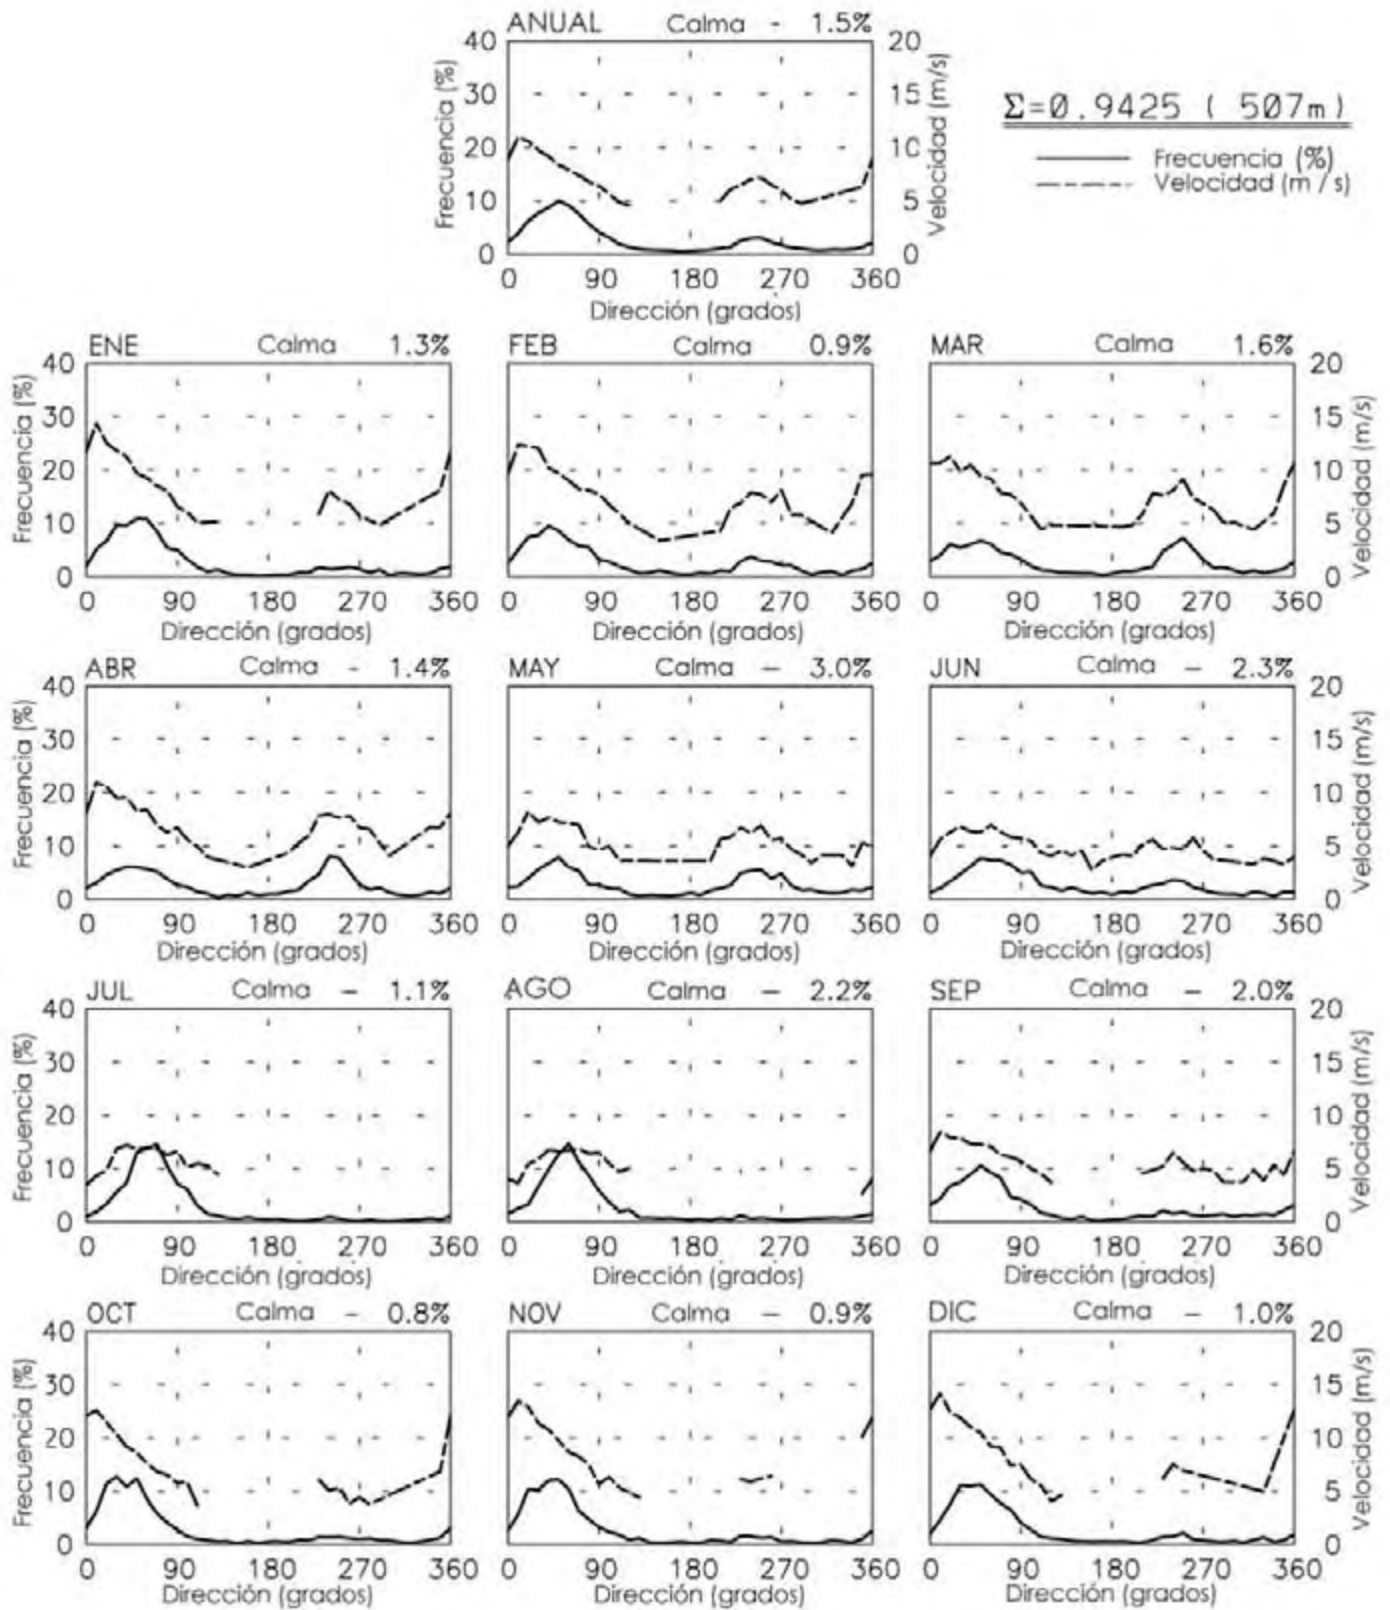 ANUAL Calma - 1.5%
40 20
30 15
20 10
10 5
0 0
0 90 180 270 360
Frecuencia (%)
Velocidad (m/s)
Dirección (grados)
Σ=0.9425 ( 507m )
Frecuencia (%)
Velocidad (m/s)
ENE Calma 1.3%
FEB Calma 0.9%
MAR Calma 1.6%
40 20
30 15
20 10
10 5
0 0
Frecuencia (%)
Velocidad (m/s)
0 90 180 270 360 0 90 180 270 360 0 90 180 270 360
Dirección (grados) Dirección (grados) Dirección (grados)
ABR Calma - 1.4%
MAY Calma – 3.0%
JUN Calma – 2.3%
40 20
30 15
20 10
10 5
0 0
Frecuencia (%)
Velocidad (m/s)
0 90 180 270 360 0 90 180 270 360 0 90 180 270 360
Dirección (grados) Dirección (grados) Dirección (grados)
JUL Calma – 1.1%
AGO Calma – 2.2%
SEP Calma – 2.0%
40 20
30 15
20 10
10 5
0 0
Frecuencia (%)
Velocidad (m/s)
0 90 180 270 360 0 90 180 270 360 0 90 180 270 360
Dirección (grados) Dirección (grados) Dirección (grados)
OCT Calma – 0.8%
NOV Calma – 0.9%
DIC Calma – 1.0%
40 20
30 15
20 10
10 5
0 0
Frecuencia (%)
Velocidad (m/s)
0 90 180 270 360 0 90 180 270 360 0 90 180 270 360
Dirección (grados) Dirección (grados) Dirección (grados)